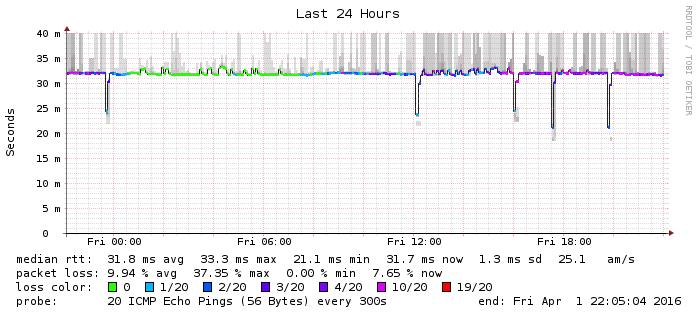 Last 24 Hours
RRDTOOL / TOBI OETIKER
Seconds
40 m
35 m
30 m
25 m
20 m
15 m
10 m
5 m
0
Fri 00:00 Fri 06:00 Fri 12:00 Fri 18:00
median rtt: 31.8 ms avg 33.3 ms max 21.1 ms min 31.7 ms now 1.3 ms sd 25.1 am/s
packet loss: 9.94 % avg 37.35 % max 0.00 % min 7.65 % now
loss color: 0 1/20 2/20 3/20 4/20 10/20 19/20
probe: 20 ICMP Echo Pings (56 Bytes) every 300s end: Fri Apr 1 22:05:04 2016